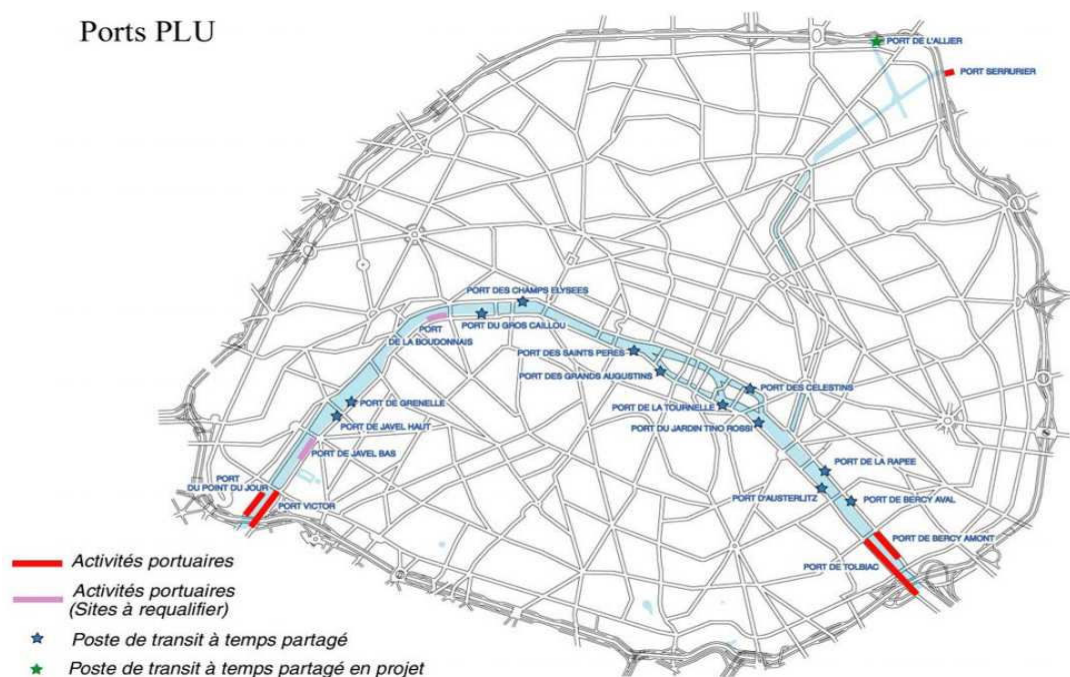 Ports PLU
PORT DE L'ALLIER
PORT SERRURIER
PORT DES CHAMPS ELYSEES
PORT DU GROS CAILLOU
PORT
DE LA BOUDONNAIS
PORT DES SAINTS PERES
PORT DES GRANDS AUGUSTINS
PORT DES CELESTINS
PORT DE GRENELLE
PORT DE LA TOURNELLE
PORT DE JAVEL HAUT
PORT DU JARDIN TINO ROSSI
PORT DE JAVEL BAS
PORT DE LA RAPEE
PORT
DU POINT DU JOUR
PORT D'AUSTERLITZ
PORT DE BERCY AVAL
PORT VICTOR
PORT DE BERCY AMONT
PORT DE TOLBIAC
Activités portuaires
Activités portuaires
(Sites à requalifier)
Poste de transit à temps partagé
Poste de transit à temps partagé en projet